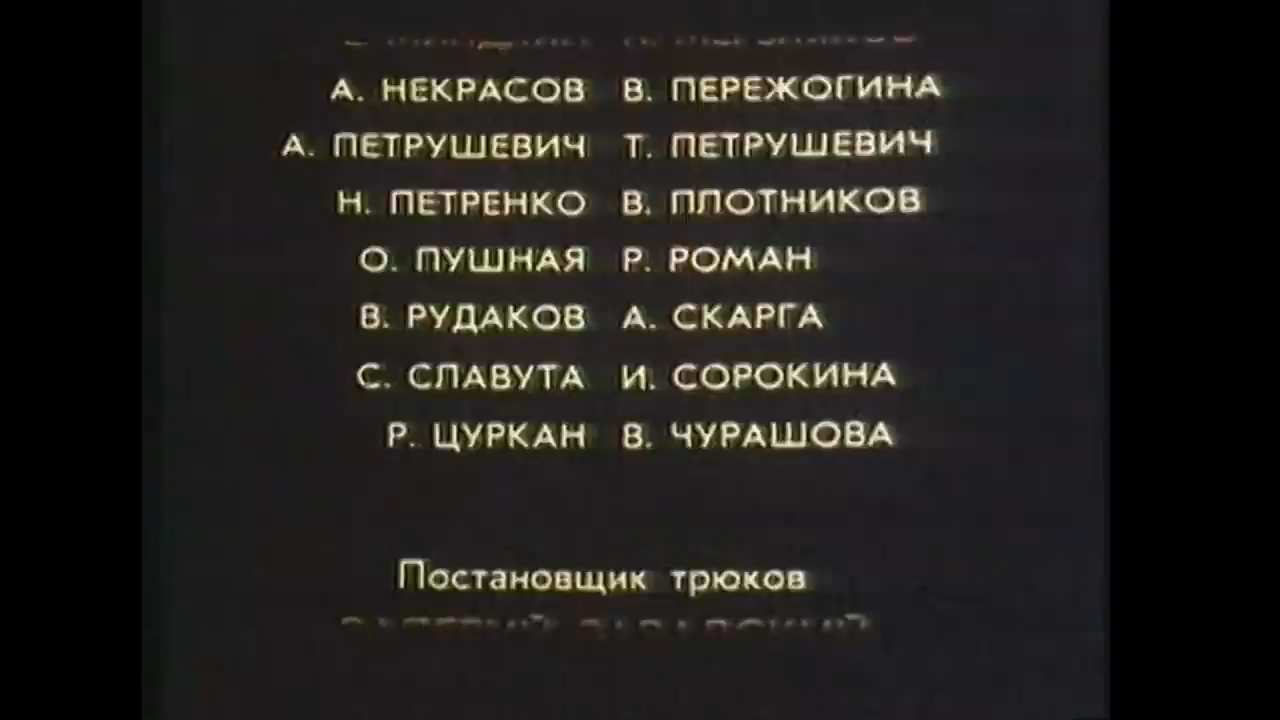 А. НЕКРАСОВ В. ПЕРЕЖОГИНА
А. ПЕТРУШЕВИЧ Т. ПЕТРУШЕВИЧ
Н. ПЕТРЕНКО В. ПЛОТНИКОВ
О. ПУШНАЯ Р. РОМАН
В. РУДАКОВ А. СКАРГА
С. СЛАВУТА И. СОРОКИНА
Р. ЦУРКАН В. ЧУРАШОВА
Постановщик трюков